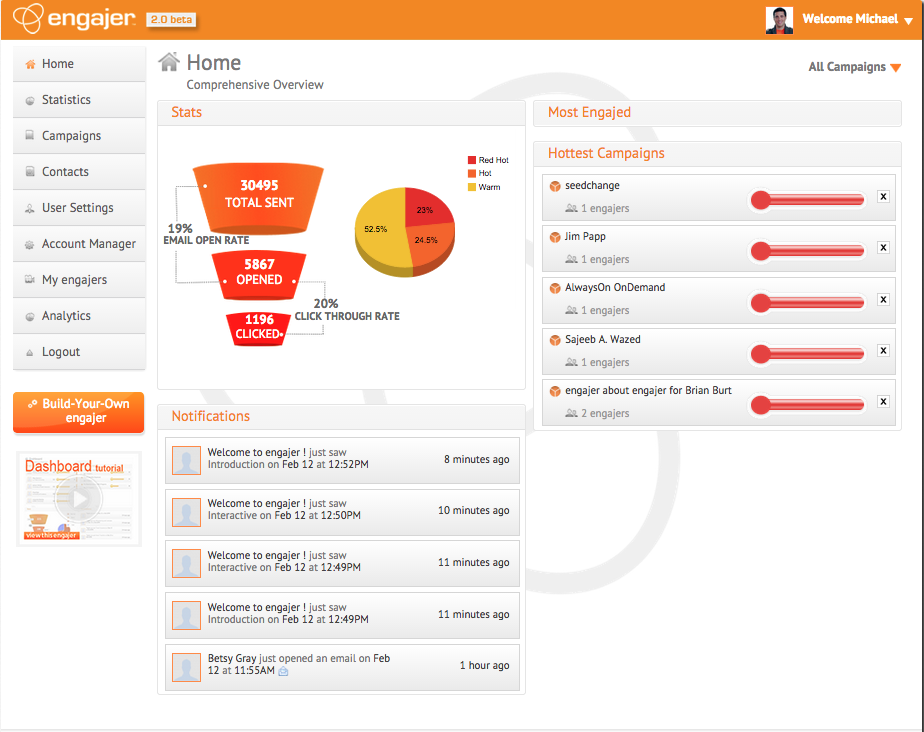 engajer™ 2.0 beta
Welcome Michael
Home
Statistics
Campaigns
Contacts
User Settings
Account Manager
My engajers
Analytics
Logout
Build-Your-Own
engajer
Dashboard tutorial
view this engajer
Home
Comprehensive Overview
All Campaigns
Stats
30495
TOTAL SENT
19%
EMAIL OPEN RATE
5867
OPENED
20%
CLICK THROUGH RATE
1196
CLICKED
Red Hot
Hot
Warm
23%
52.5%
24.5%
Notifications
Welcome to engajer ! just saw
Introduction on Feb 12 at 12:52PM
8 minutes ago
Welcome to engajer ! just saw
Interactive on Feb 12 at 12:50PM
10 minutes ago
Welcome to engajer ! just saw
Interactive on Feb 12 at 12:49PM
11 minutes ago
Welcome to engajer ! just saw
Introduction on Feb 12 at 12:49PM
11 minutes ago
Betsy Gray just opened an email on Feb
12 at 11:55AM
1 hour ago
Most Engajed
Hottest Campaigns
seedchange
1 engajers
X
Jim Papp
1 engajers
X
AlwaysOn OnDemand
1 engajers
X
Sajeeb A. Wazed
1 engajers
X
engajer about engajer for Brian Burt
2 engajers
X